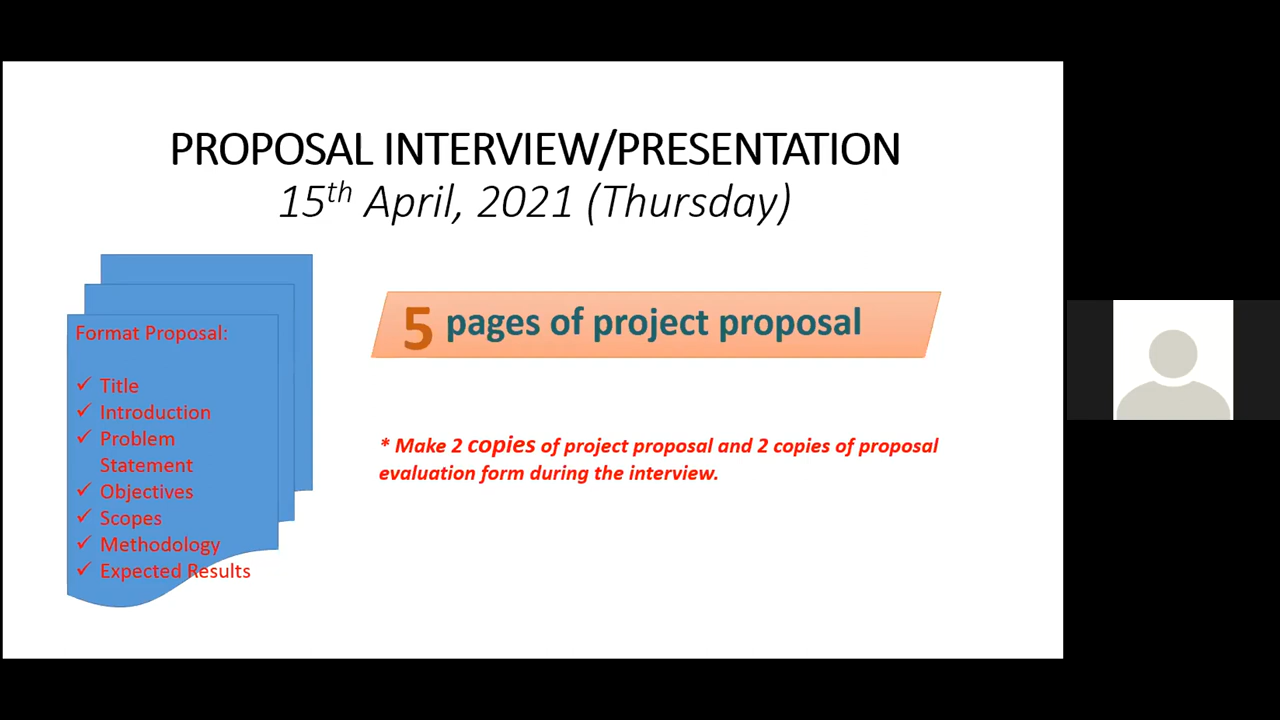 PROPOSAL INTERVIEW/PRESENTATION
15th April, 2021 (Thursday)
Format Proposal:
✓ Title
✓ Introduction
✓ Problem
Statement
✓ Objectives
✓ Scopes
✓ Methodology
✓ Expected Results
5 pages of project proposal
* Make 2 copies of project proposal and 2 copies of proposal
evaluation form during the interview.